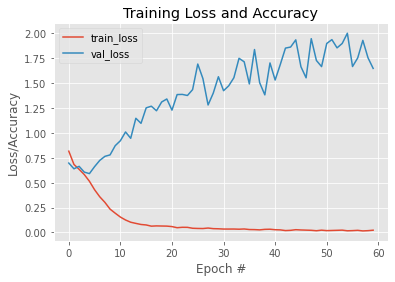 Training Loss and Accuracy
train_loss
val_loss
Loss/Accuracy
2.00
1.75
1.50
1.25
1.00
0.75
0.50
0.25
0.00
0 10 20 30 40 50 60
Epoch #